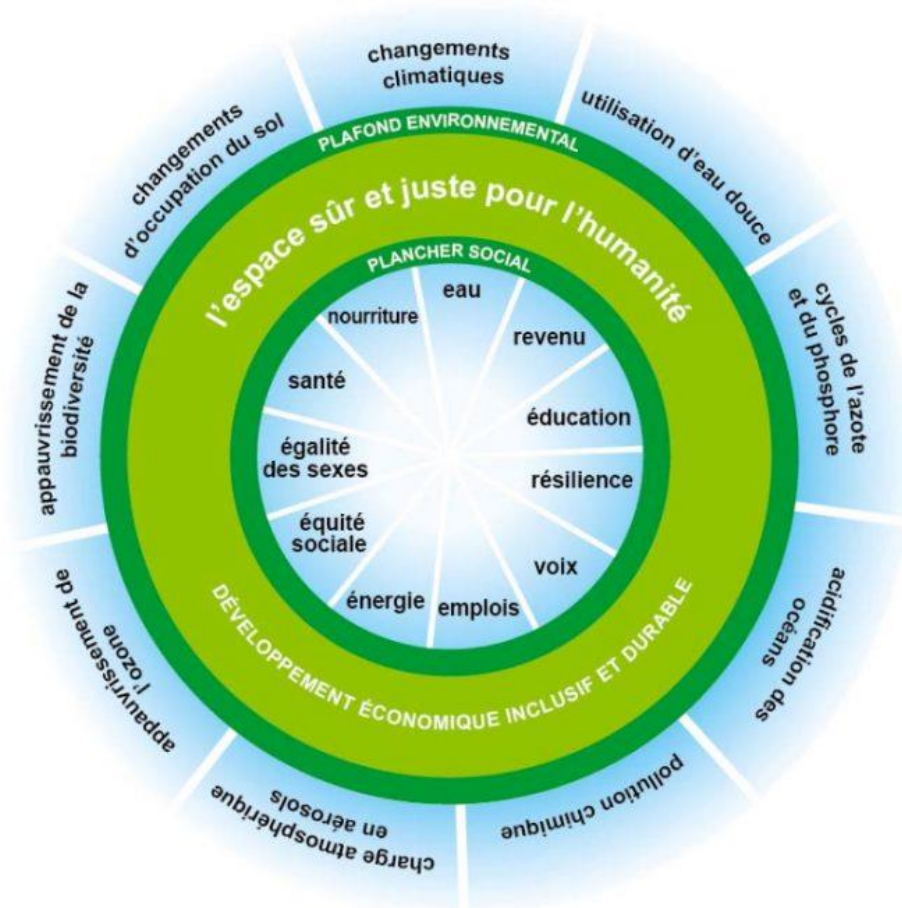 changements
climatiques
utilisation d'eau douce
cycles de l'azote
et du phosphore
acidification des
océans
pollution chimique
charge atmosphérique
en aérosols
appauvrissement de
l'ozone
appauvrissement de la
biodiversité
changements
d'occupation du sol
PLAFOND ENVIRONNEMENTAL
l'espace sûr et juste pour l'humanité
PLANCHER SOCIAL
eau
revenu
éducation
résilience
voix
emplois
énergie
équité
sociale
égalité
des sexes
santé
nourriture
DÉVELOPPEMENT ÉCONOMIQUE INCLUSIF ET DURABLE